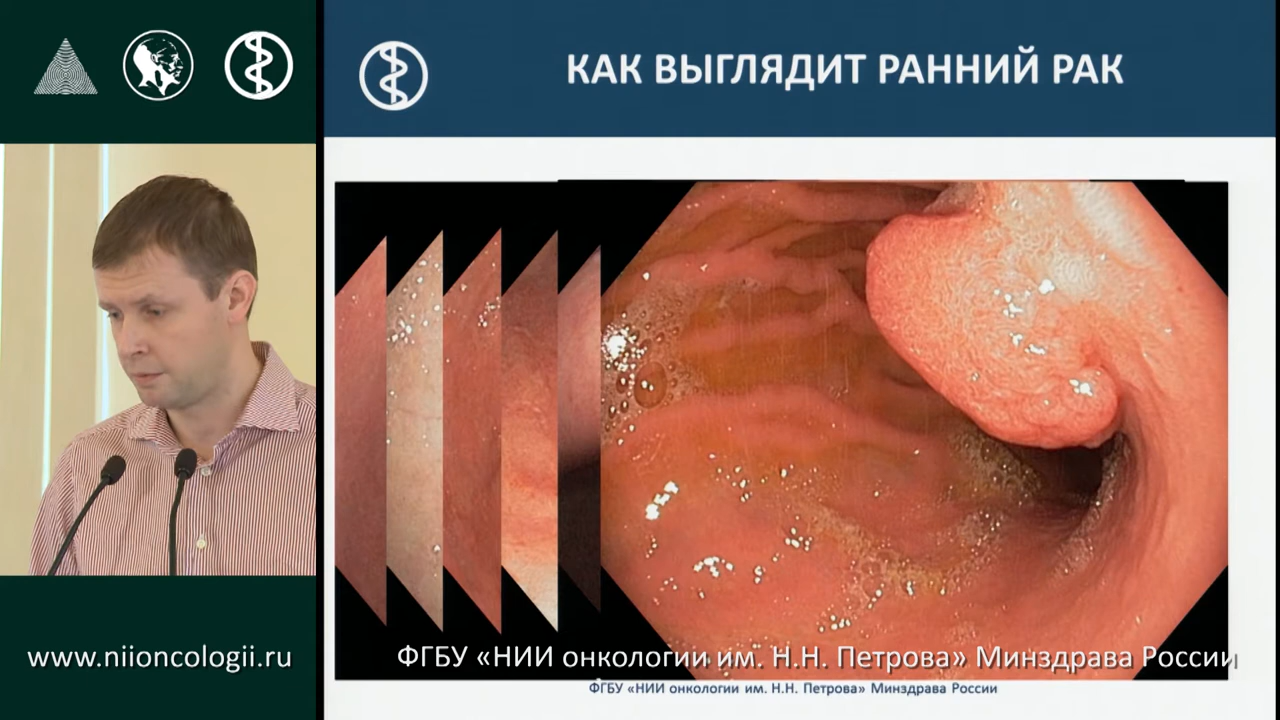 КАК ВЫГЛЯДИТ РАННИЙ РАК
www.niioncologii.ru
ФГБУ «НИИ онкологии им. Н.Н. Петрова» Минздрава России
ФГБУ «НИИ онкологии им. Н.Н. Петрова» Минздрава России